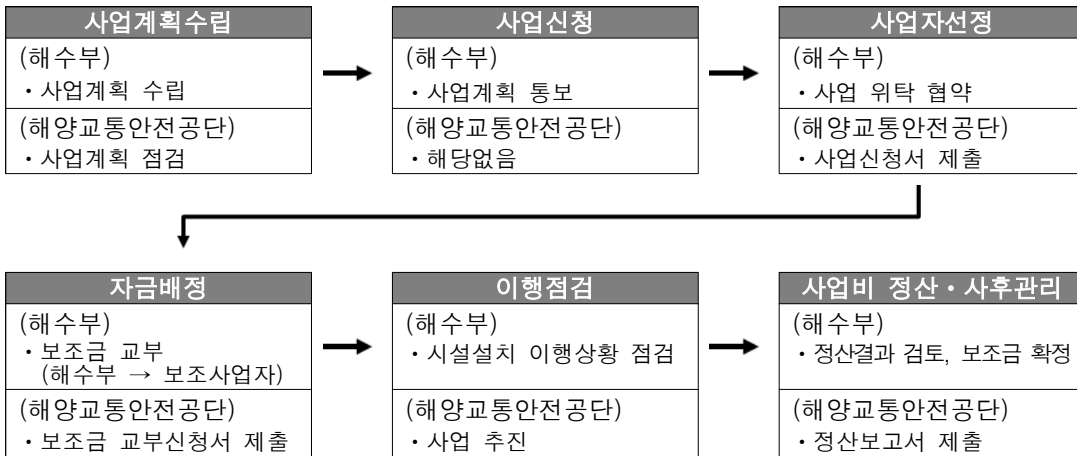 사업계획수립
(해수부)
・사업계획 수립
(해양교통안전공단)
・사업계획 점검
사업신청
(해수부)
・사업계획 통보
(해양교통안전공단)
・해당없음
사업자선정
(해수부)
・사업 위탁 협약
(해양교통안전공단)
・사업신청서 제출
자금배정
(해수부)
・보조금 교부
(해수부 → 보조사업자)
(해양교통안전공단)
・보조금 교부신청서 제출
이행점검
(해수부)
・시설설치 이행상황 점검
(해양교통안전공단)
・사업 추진
사업비 정산・사후관리
(해수부)
・정산결과 검토, 보조금 확정
(해양교통안전공단)
・정산보고서 제출